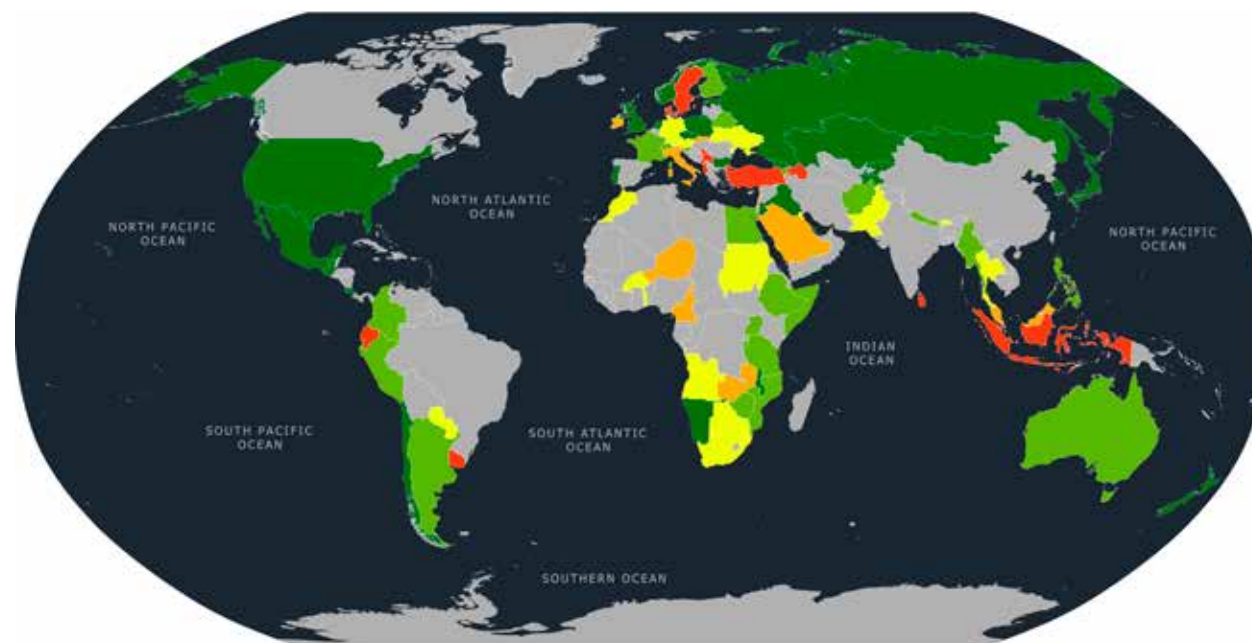 NORTH ATLANTIC
OCEAN
NORTH PACIFIC
OCEAN
NORTH PACIFIC
OCEAN
INDIAN
OCEAN
SOUTH PACIFIC
OCEAN
SOUTH ATLANTIC
OCEAN
SOUTHERN OCEAN